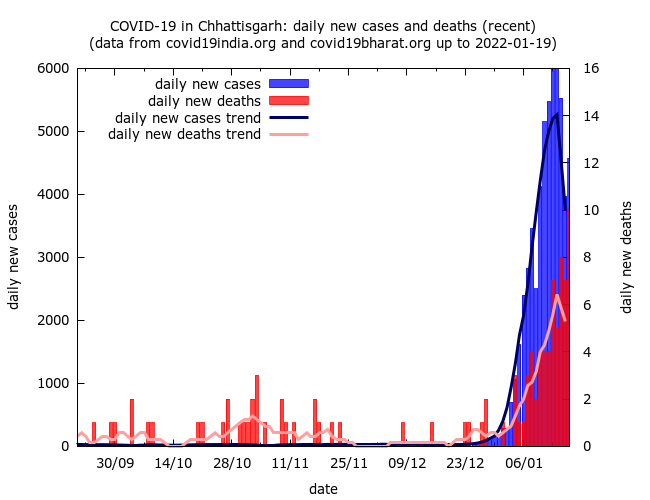 COVID-19 in Chhattisgarh: daily new cases and deaths (recent)
(data from covid19india.org and covid19bharat.org up to 2022-01-19)
daily new cases
daily new deaths
daily new cases trend
daily new deaths trend
6000
5000
4000
3000
2000
1000
0
daily new cases
16
14
12
10
8
6
4
2
0
daily new deaths
30/09 14/10 28/10 11/11 25/11 09/12 23/12 06/01
date